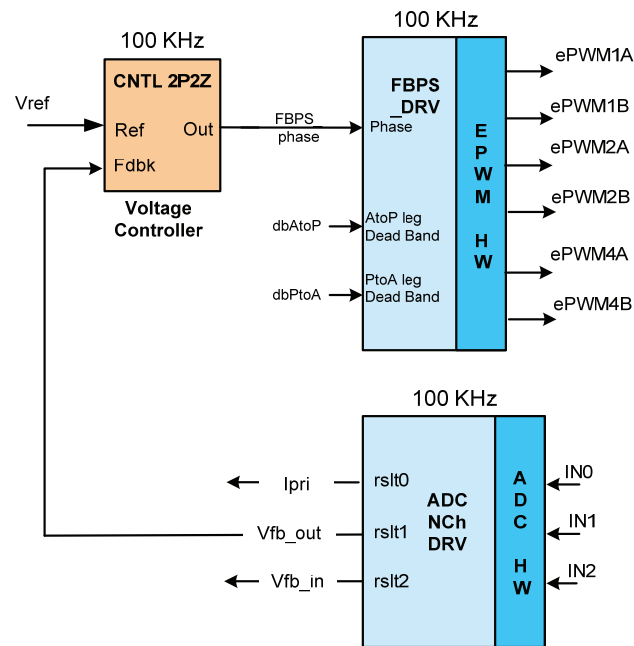 100 KHz
CNTL 2P2Z
Vref
Ref
Out
Fdbk
Voltage
Controller
FBPS_
phase
100 KHz
FBPS
_DRV
Phase
dbAtoP
AtoP leg
Dead Band
dbPtoA
PtoA leg
Dead Band
E
P
W
M
H
W
ePWM1A
ePWM1B
ePWM2A
ePWM2B
ePWM4A
ePWM4B
100 KHz
Ipri
rslt0
Vfb_out
rslt1
Vfb_in
rslt2
ADC
NCh
DRV
A
D
C
H
W
IN0
IN1
IN2